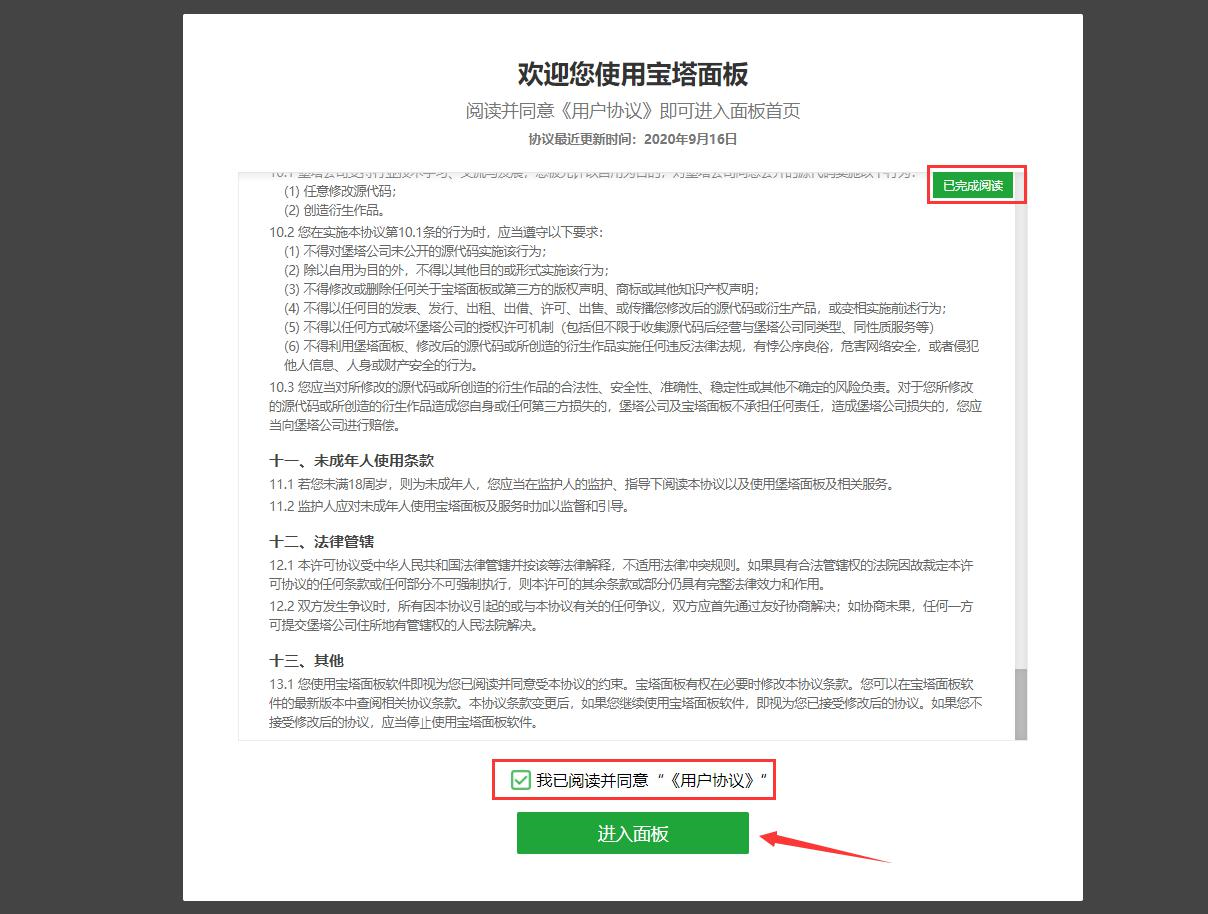 欢迎您使用宝塔面板
阅读并同意《用户协议》即可进入面板首页
协议最近更新时间：2020年9月16日
已完成阅读
(1) 任意修改源代码；
(2) 创造衍生作品。
10.2 您在实施本协议第10.1条的行为时，应当遵守以下要求：
(1) 不得对堡塔公司未公开的源代码实施该行为；
(2) 除以自用为目的外，不得以其他目的或形式实施该行为；
(3) 不得修改或删除任何关于宝塔面板或第三方的版权声明、商标或其他知识产权声明；
(4) 不得以任何目的发表、发行、出租、出借、许可、出售、或传播您修改后的源代码或衍生产品，或变相实施前述行为；
(5) 不得以任何方式破坏堡塔公司的授权许可机制（包括但不限于收集源代码后经营与堡塔公司同类型、同性质服务等）
(6) 不得利用堡塔面板、修改后的源代码或所创造的衍生作品实施任何违反法律法规，有悖公序良俗，危害网络安全，或者侵犯
他人信息、人身或财产安全的行为。
10.3 您应当对所修改的源代码或所创造的衍生作品的合法性、安全性、准确性、稳定性或其他不确定的风险负责。对于您所修改
的源代码或所创造的衍生作品造成您自身或任何第三方损失的，堡塔公司及宝塔面板不承担任何责任，造成堡塔公司损失的，您应
当向堡塔公司进行赔偿。
十一、未成年人使用条款
11.1 若您未满18周岁，则为未成年人，您应当在监护人的监护、指导下阅读本协议以及使用堡塔面板及相关服务。
11.2 监护人应对未成年人使用宝塔面板及服务时加以监督和引导。
十二、法律管辖
12.1 本许可协议受中华人民共和国法律管辖并按该等法律解释，不适用法律冲突规则。如果具有合法管辖权的法院因故裁定本许
可协议的任何条款或任何部分不可强制执行，则本许可的其余条款或部分仍具有完整法律效力和作用。
12.2 双方发生争议时，所有因本协议引起的或与本协议有关的任何争议，双方应首先通过友好协商解决；如协商未果，任何一方
可提交堡塔公司住所地有管辖权的人民法院解决。
十三、其他
13.1 您使用宝塔面板软件即视为您已阅读并同意受本协议的约束。宝塔面板有权在必要时修改本协议条款。您可以在宝塔面板软
件的最新版本中查阅相关协议条款。本协议条款变更后，如果您继续使用宝塔面板软件，即视为您已接受修改后的协议。如果您不
接受修改后的协议，应当停止使用宝塔面板软件。
我已阅读并同意“《用户协议》”
进入面板